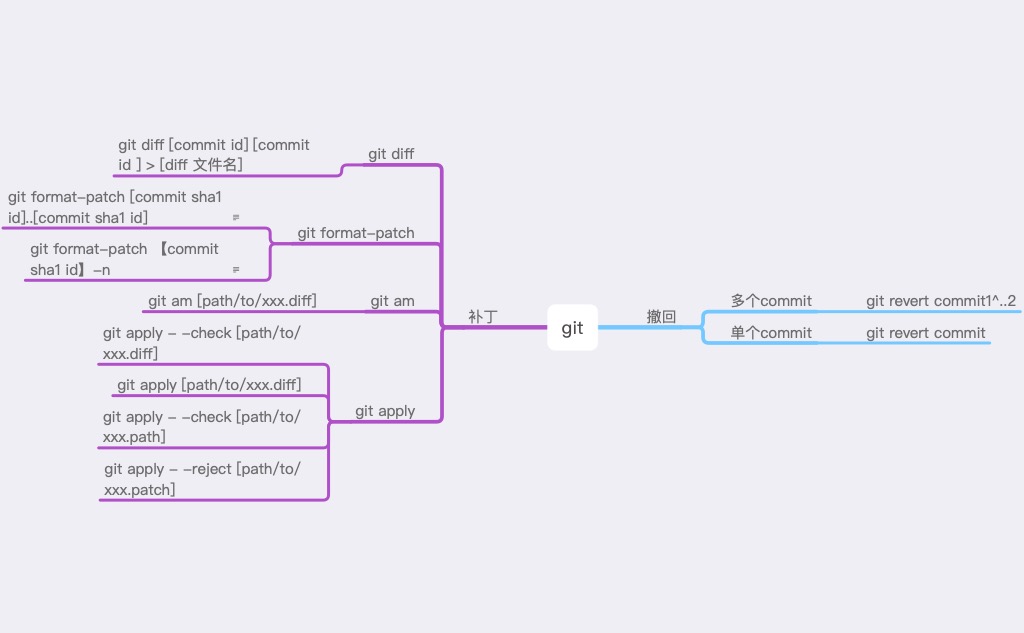 git diff [commit id] [commit
id ] > [diff 文件名]
git diff
git format-patch [commit sha1
id]..[commit sha1 id]
git format-patch 【commit
sha1 id】-n
git format-patch
git am [path/to/xxx.diff]
git am
git apply - -check [path/to/
xxx.diff]
git apply [path/to/xxx.diff]
git apply - -check [path/to/
xxx.path]
git apply - -reject [path/to/
xxx.patch]
git apply
补丁
git
撤回
多个commit
git revert commit1^..2
单个commit
git revert commit